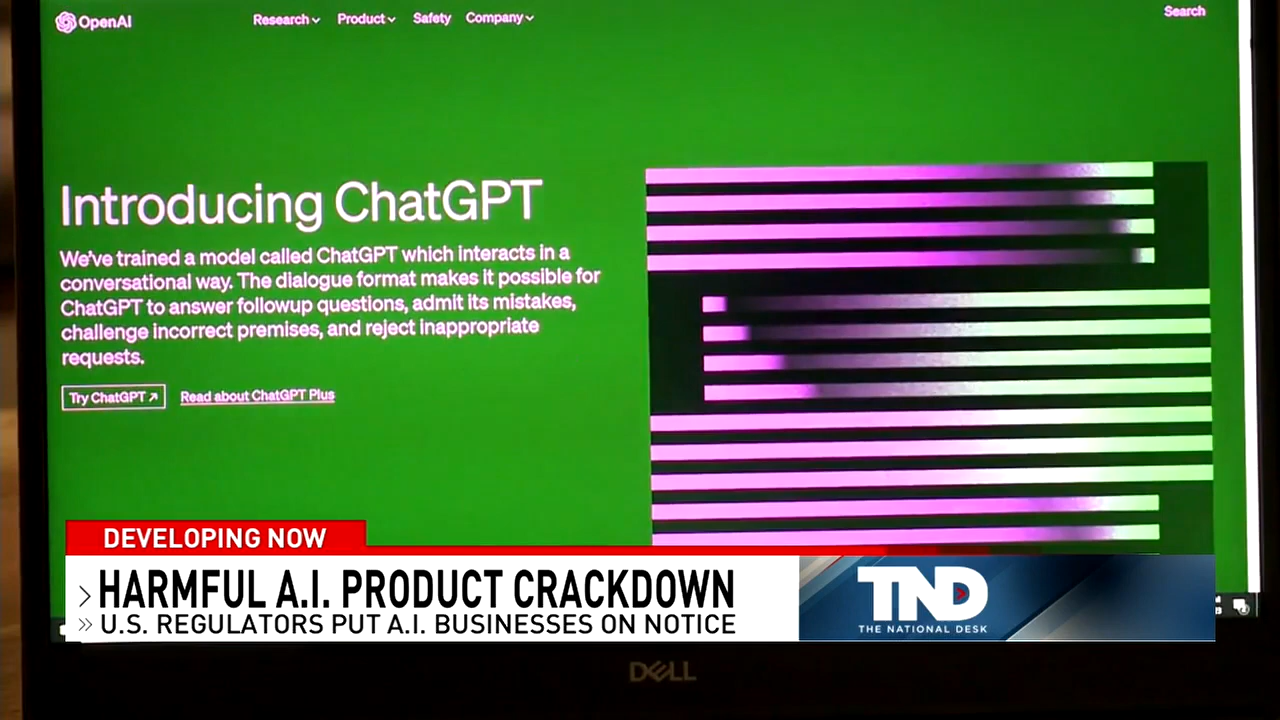 OpenAI
Research Product Safety Company
Search
Introducing ChatGPT
We've trained a model called ChatGPT which interacts in a
conversational way. The dialogue format makes it possible for
ChatGPT to answer followup questions, admit its mistakes,
challenge incorrect premises, and reject inappropriate
requests.
Try ChatGPT ↗
Read about ChatGPT Plus
DEVELOPING NOW
HARMFUL A.I. PRODUCT CRACKDOWN
U.S. REGULATORS PUT A.I. BUSINESSES ON NOTICE
TND
THE NATIONAL DESK
DELL